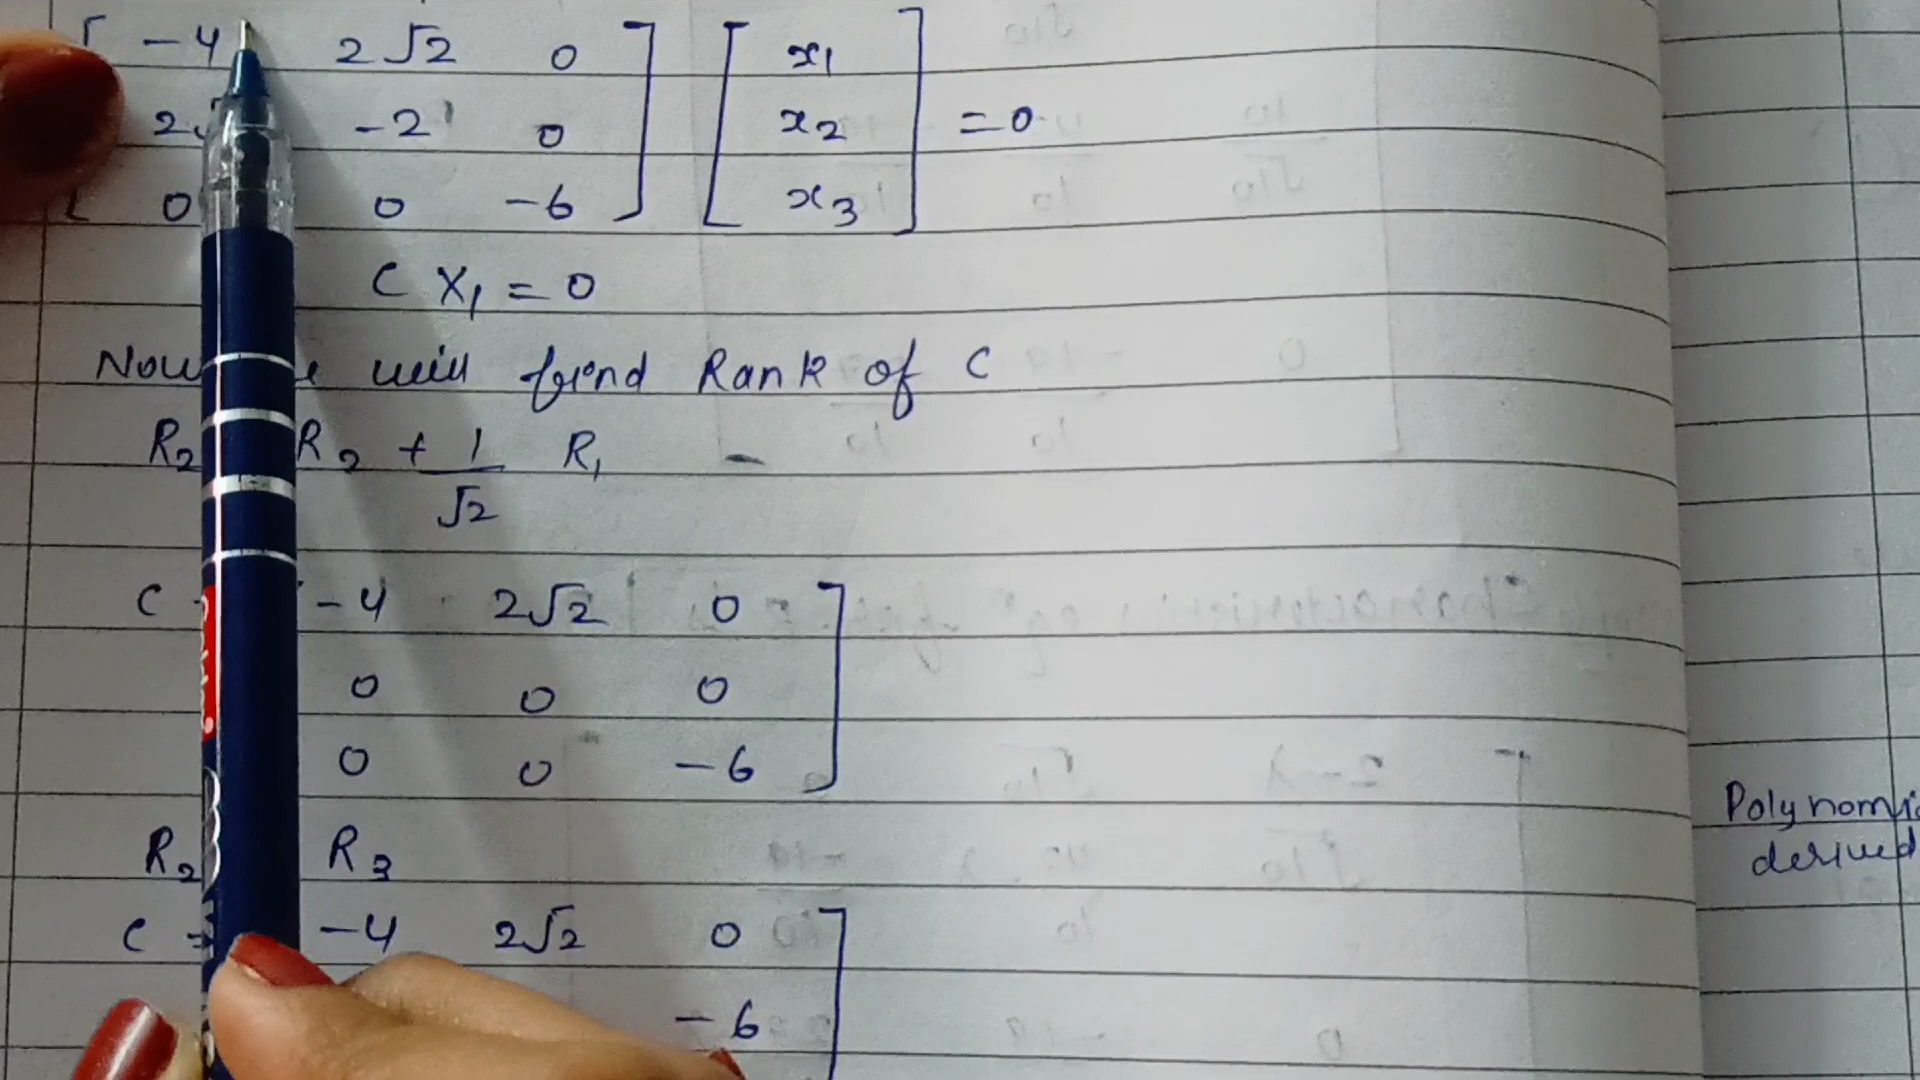 -4 2√2 0 x1
2 -2 0 x2 = 0
0 0 -6 x3
C X1 = 0
Now will find Rank of C
R2 R2 + 1/√2 R1 -
C -4 2√2 0
0 0 0
0 0 -6
R2 R3
C = -4 2√2 0
-6
Polynomi
derived